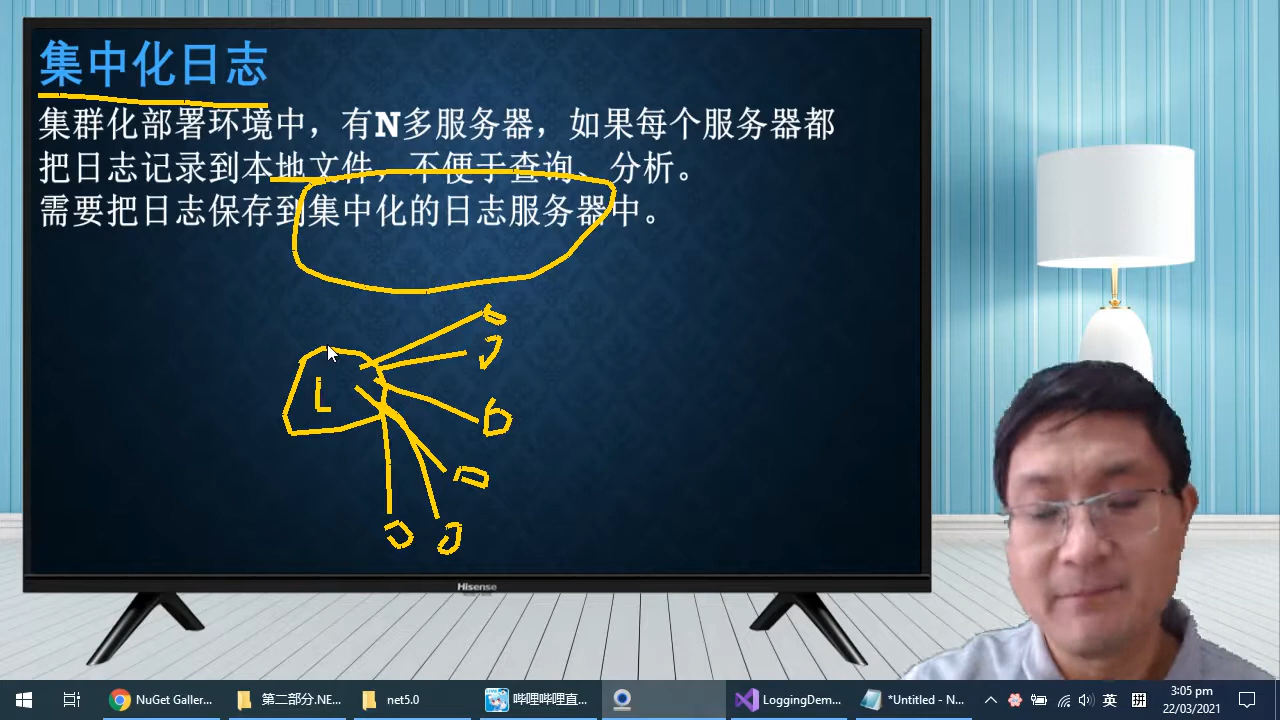 集中化日志
集群化部署环境中，有N多服务器，如果每个服务器都
把日志记录到本地文件，不便于查询、分析。
需要把日志保存到集中化的日志服务器中。
L
Hisense
NuGet Galler...
第二部分.NE...
net5.0
哔哩哔哩直...
LoggingDem...
*Untitled - N...
英
拼
3:05 pm
22/03/2021